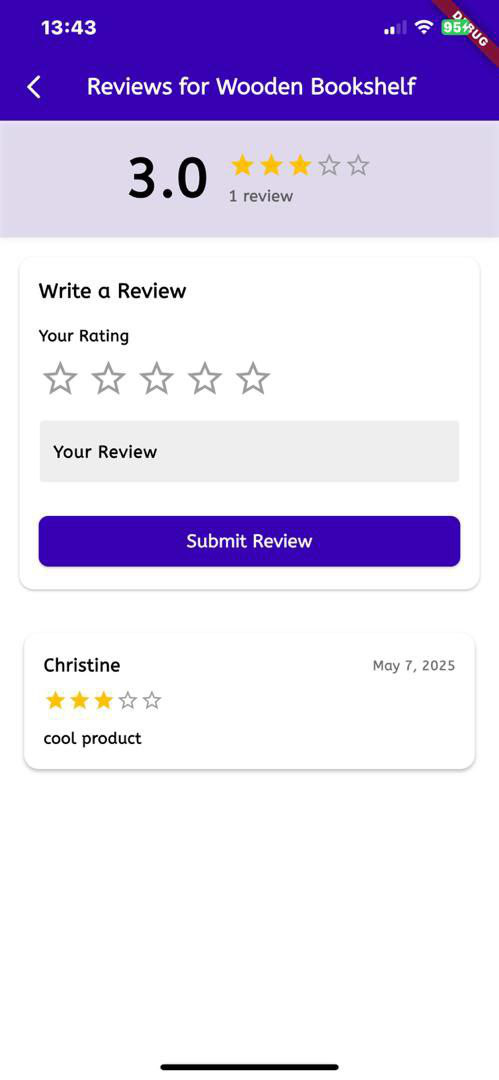 13:43
95
DEBUG
Reviews for Wooden Bookshelf
3.0
1 review
Write a Review
Your Rating
Your Review
Submit Review
Christine
May 7, 2025
cool product